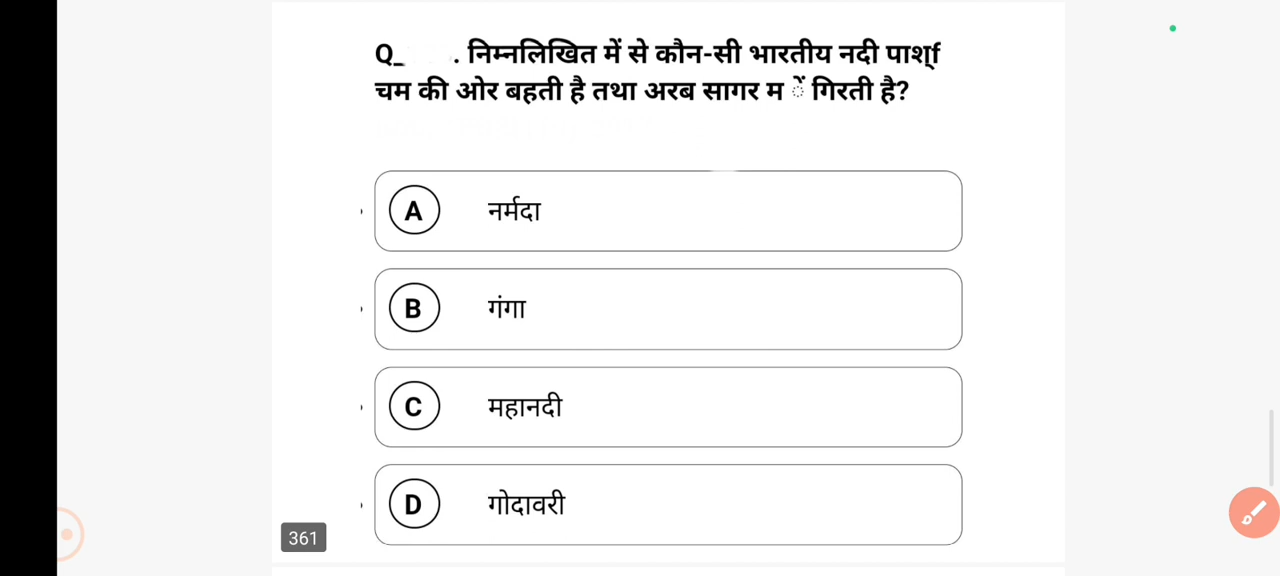 Q_ . निम्नलिखित में से कौन-सी भारतीय नदी पाश्f
चम की ओर बहती है तथा अरब सागर म ें गिरती है?
A नर्मदा
B गंगा
C महानदी
D गोदावरी
361